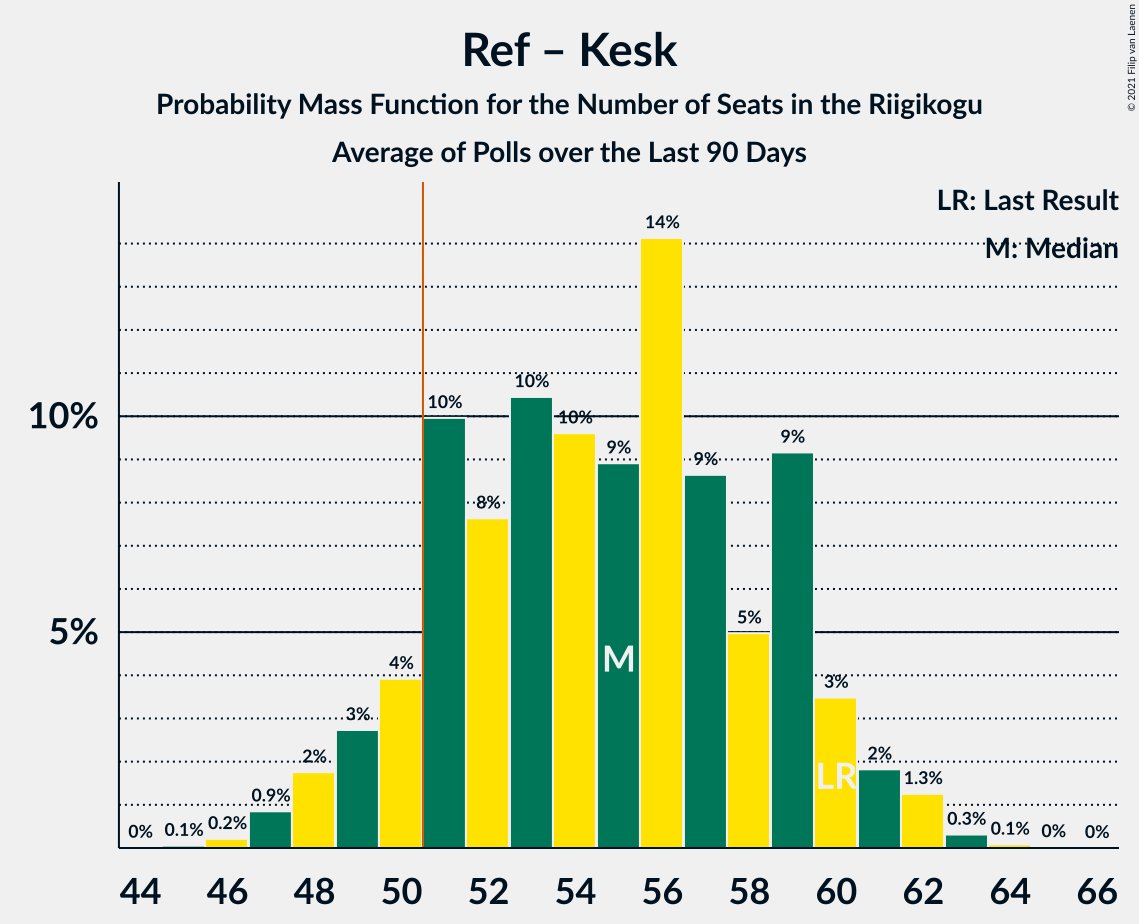 Ref – Kesk
Probability Mass Function for the Number of Seats in the Riigikogu
Average of Polls over the Last 90 Days
© 2021 Filip van Laenen
LR: Last Result
M: Median
10%
5%
0%
0.1%
0.2%
0.9%
2%
3%
4%
10%
8%
10%
10%
9%
14%
9%
5%
9%
3%
2%
1.3%
0.3%
0.1%
0%
0%
M
LR
44 46 48 50 52 54 56 58 60 62 64 66